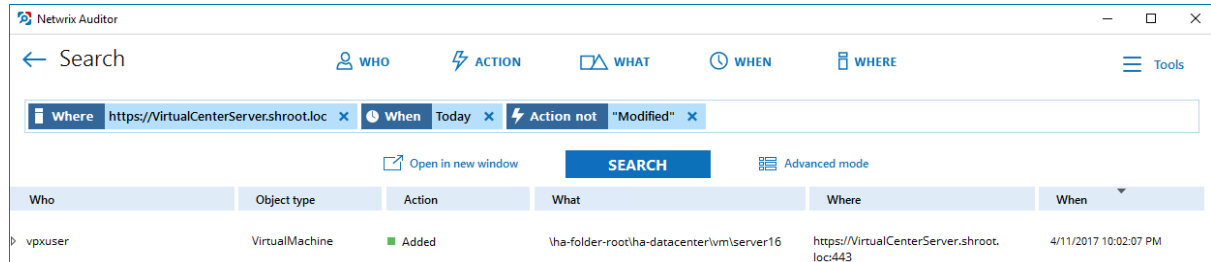 Netwrix Auditor
Search
WHO ACTION WHAT WHEN WHERE Tools
Where https://VirtualCenterServer.shroot.loc When Today Action not "Modified"
Open in new window SEARCH Advanced mode
Who Object type Action What Where When
vpxuser VirtualMachine Added \ha-folder-root\ha-datacenter\vm\server16 https://VirtualCenterServer.shroot. 4/11/2017 10:02:07 PM
loc:443